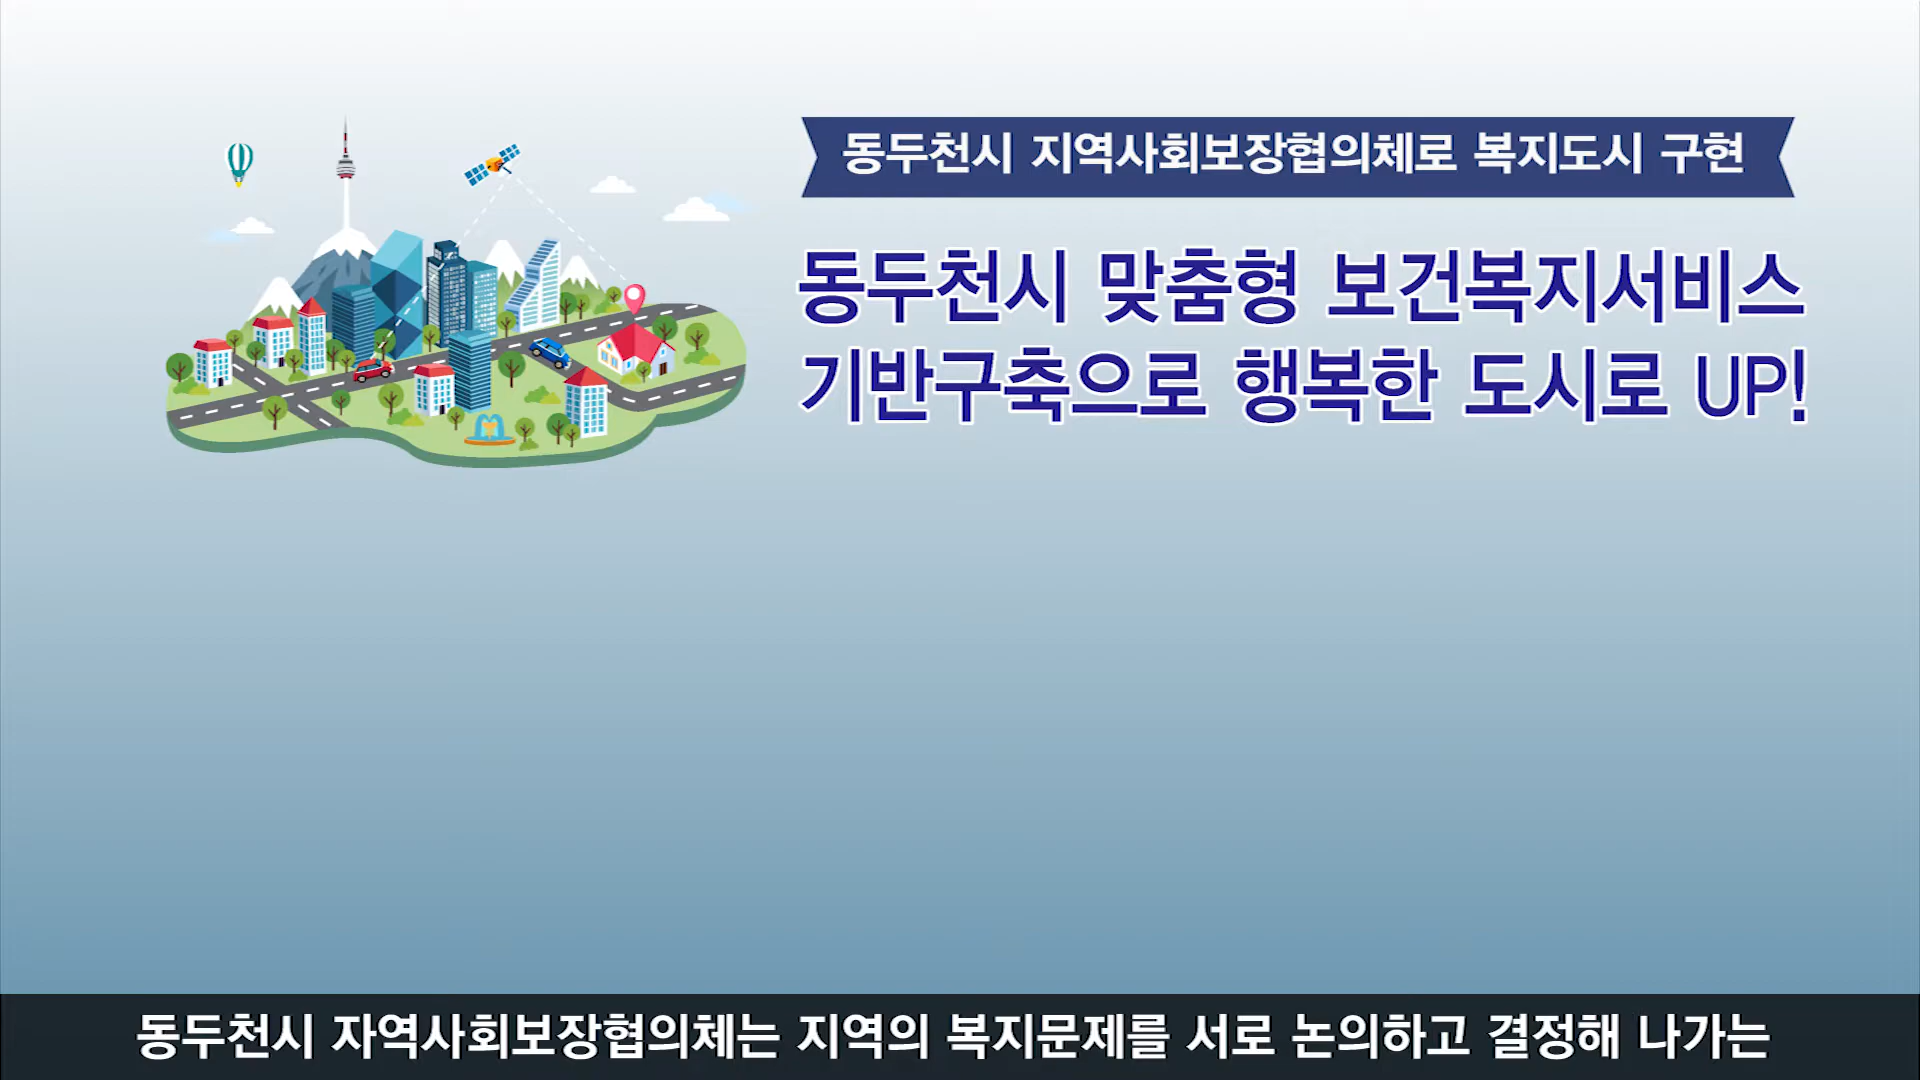 동두천시 지역사회보장협의체로 복지도시 구현
동두천시 맞춤형 보건복지서비스
기반구축으로 행복한 도시로 UP!
동두천시 자역사회보장협의체는 지역의 복지문제를 서로 논의하고 결정해 나가는